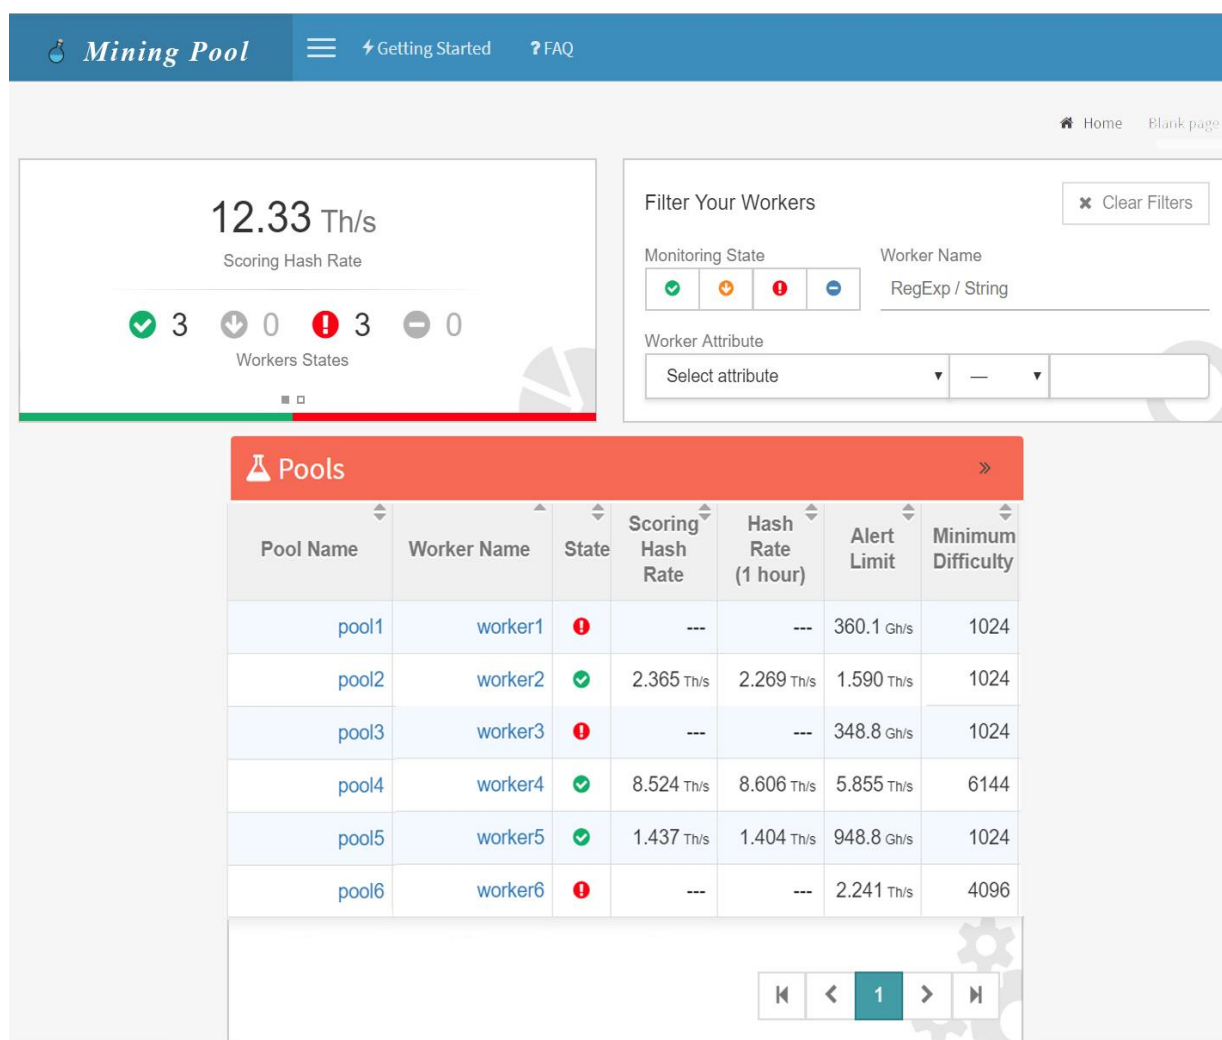 Mining Pool
Getting Started
? FAQ
Home
Blank page
12.33 Th/s
Scoring Hash Rate
3 0 3 0
Workers States
Filter Your Workers
Clear Filters
Monitoring State
Worker Name
RegExp / String
Worker Attribute
Select attribute
—
Pools
Pool Name
Worker Name
State
Scoring
Hash
Rate
Hash
Rate
(1 hour)
Alert
Limit
Minimum
Difficulty
pool1 worker1 --- --- 360.1 Gh/s 1024
pool2 worker2 2.365 Th/s 2.269 Th/s 1.590 Th/s 1024
pool3 worker3 --- --- 348.8 Gh/s 1024
pool4 worker4 8.524 Th/s 8.606 Th/s 5.855 Th/s 6144
pool5 worker5 1.437 Th/s 1.404 Th/s 948.8 Gh/s 1024
pool6 worker6 --- --- 2.241 Th/s 4096
1